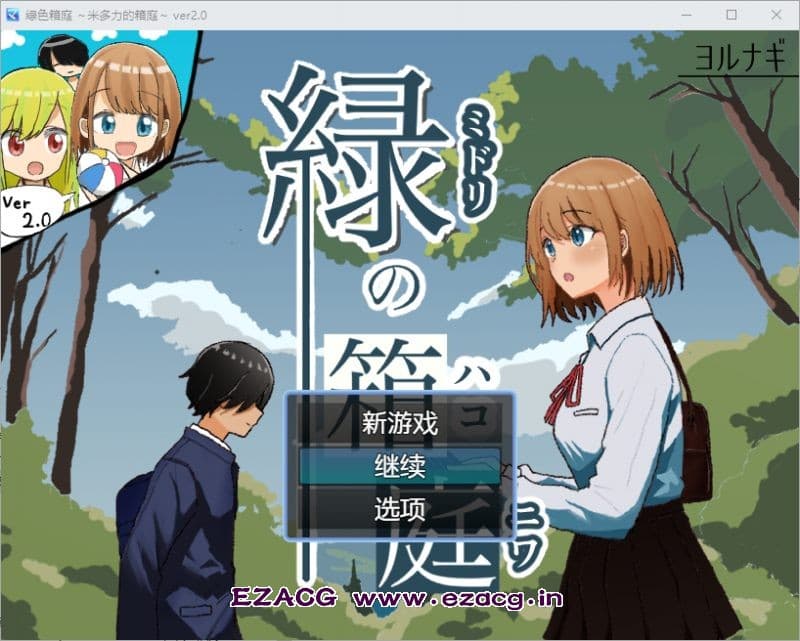 綠色箱庭 ~米多力的箱庭~ ver2.0
ヨルナギ
Ver
2.0
緑の箱庭
ミドリ
ハコ
ニワ
新游戏
继续
选项
EZACG www.ezacg.in